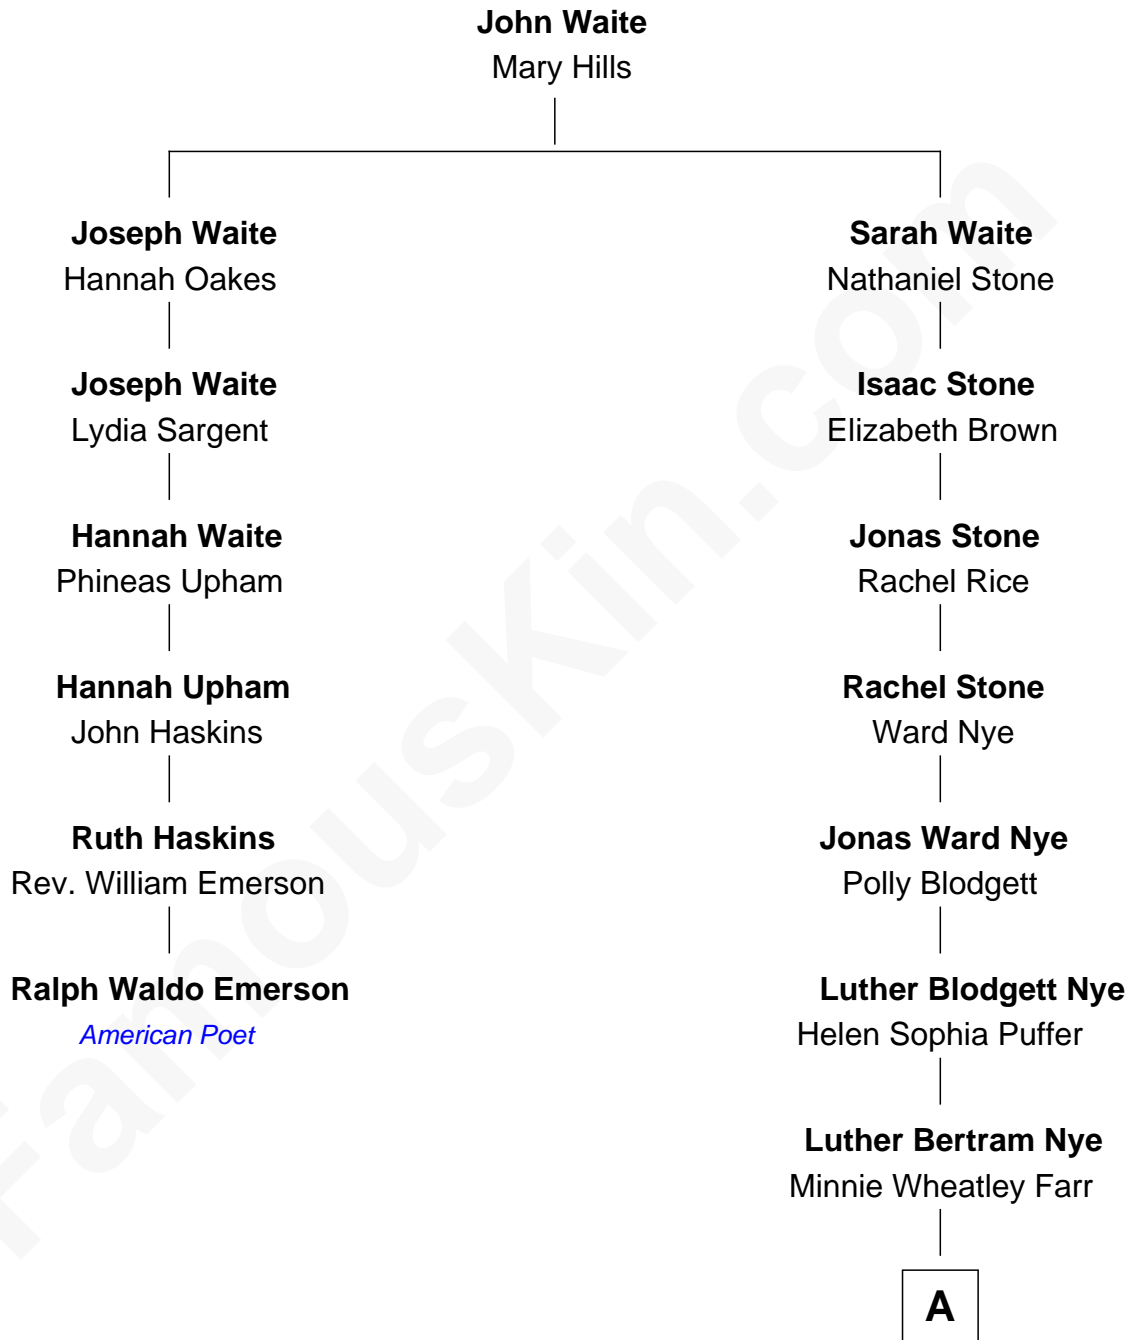 John Waite
Mary Hills
Joseph Waite
Hannah Oakes
Joseph Waite
Lydia Sargent
Hannah Waite
Phineas Upham
Hannah Upham
John Haskins
Ruth Haskins
Rev. William Emerson
Ralph Waldo Emerson
American Poet
Sarah Waite
Nathaniel Stone
Isaac Stone
Elizabeth Brown
Jonas Stone
Rachel Rice
Rachel Stone
Ward Nye
Jonas Ward Nye
Polly Blodgett
Luther Blodgett Nye
Helen Sophia Puffer
Luther Bertram Nye
Minnie Wheatley Farr
A
FamousKin.com